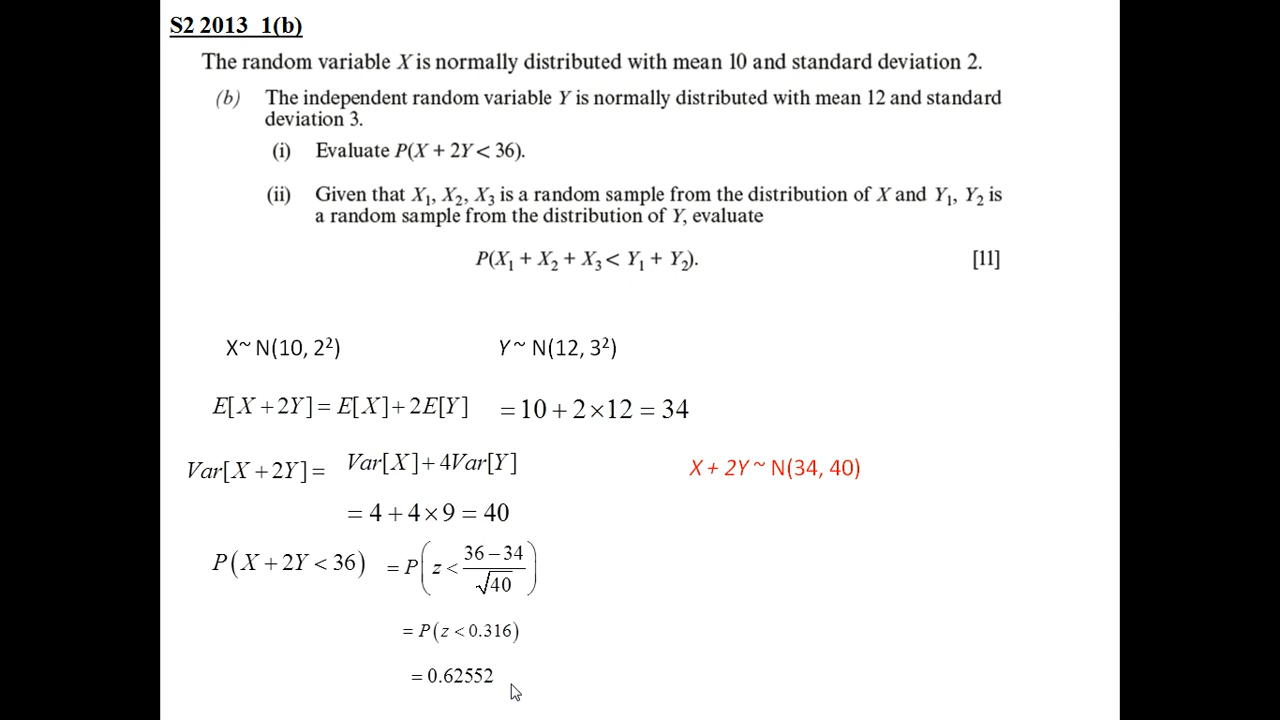 S2 2013 1(b)
The random variable X is normally distributed with mean 10 and standard deviation 2.
(b) The independent random variable Y is normally distributed with mean 12 and standard
deviation 3.
(i) Evaluate P(X + 2Y < 36).
(ii) Given that X₁, X₂, X₃ is a random sample from the distribution of X and Y₁, Y₂ is
a random sample from the distribution of Y, evaluate
P(X₁ + X₂ + X₃ < Y₁ + Y₂). [11]
X~ N(10, 2²) Y ~ N(12, 3²)
E[X + 2Y] = E[X] + 2E[Y] = 10 + 2 × 12 = 34
Var[X + 2Y] = Var[X] + 4Var[Y] X + 2Y ~ N(34, 40)
= 4 + 4 × 9 = 40
P(X + 2Y < 36) = P(z < (36 − 34)/√40)
= P(z < 0.316)
= 0.62552